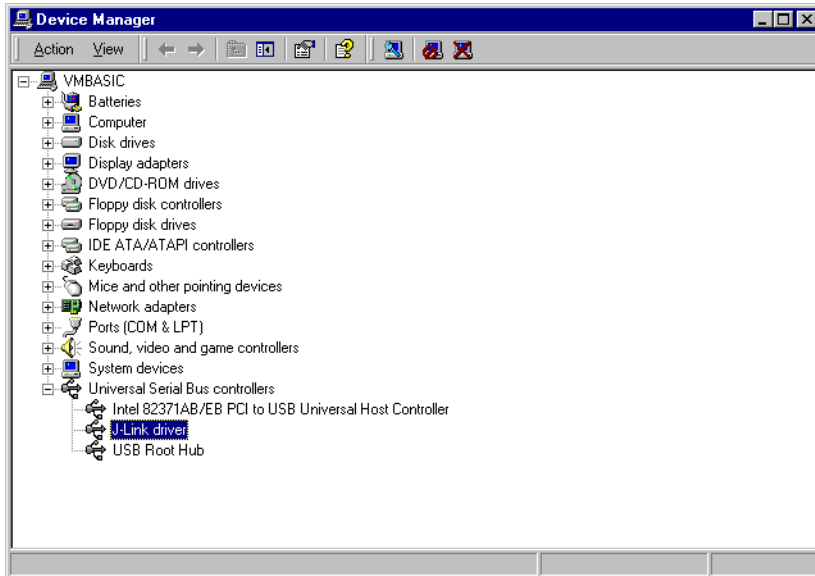 Device Manager
Action View
VMBASIC
Batteries
Computer
Disk drives
Display adapters
DVD/CD-ROM drives
Floppy disk controllers
Floppy disk drives
IDE ATA/ATAPI controllers
Keyboards
Mice and other pointing devices
Network adapters
Ports (COM & LPT)
Sound, video and game controllers
System devices
Universal Serial Bus controllers
Intel 82371AB/EB PCI to USB Universal Host Controller
J-Link driver
USB Root Hub